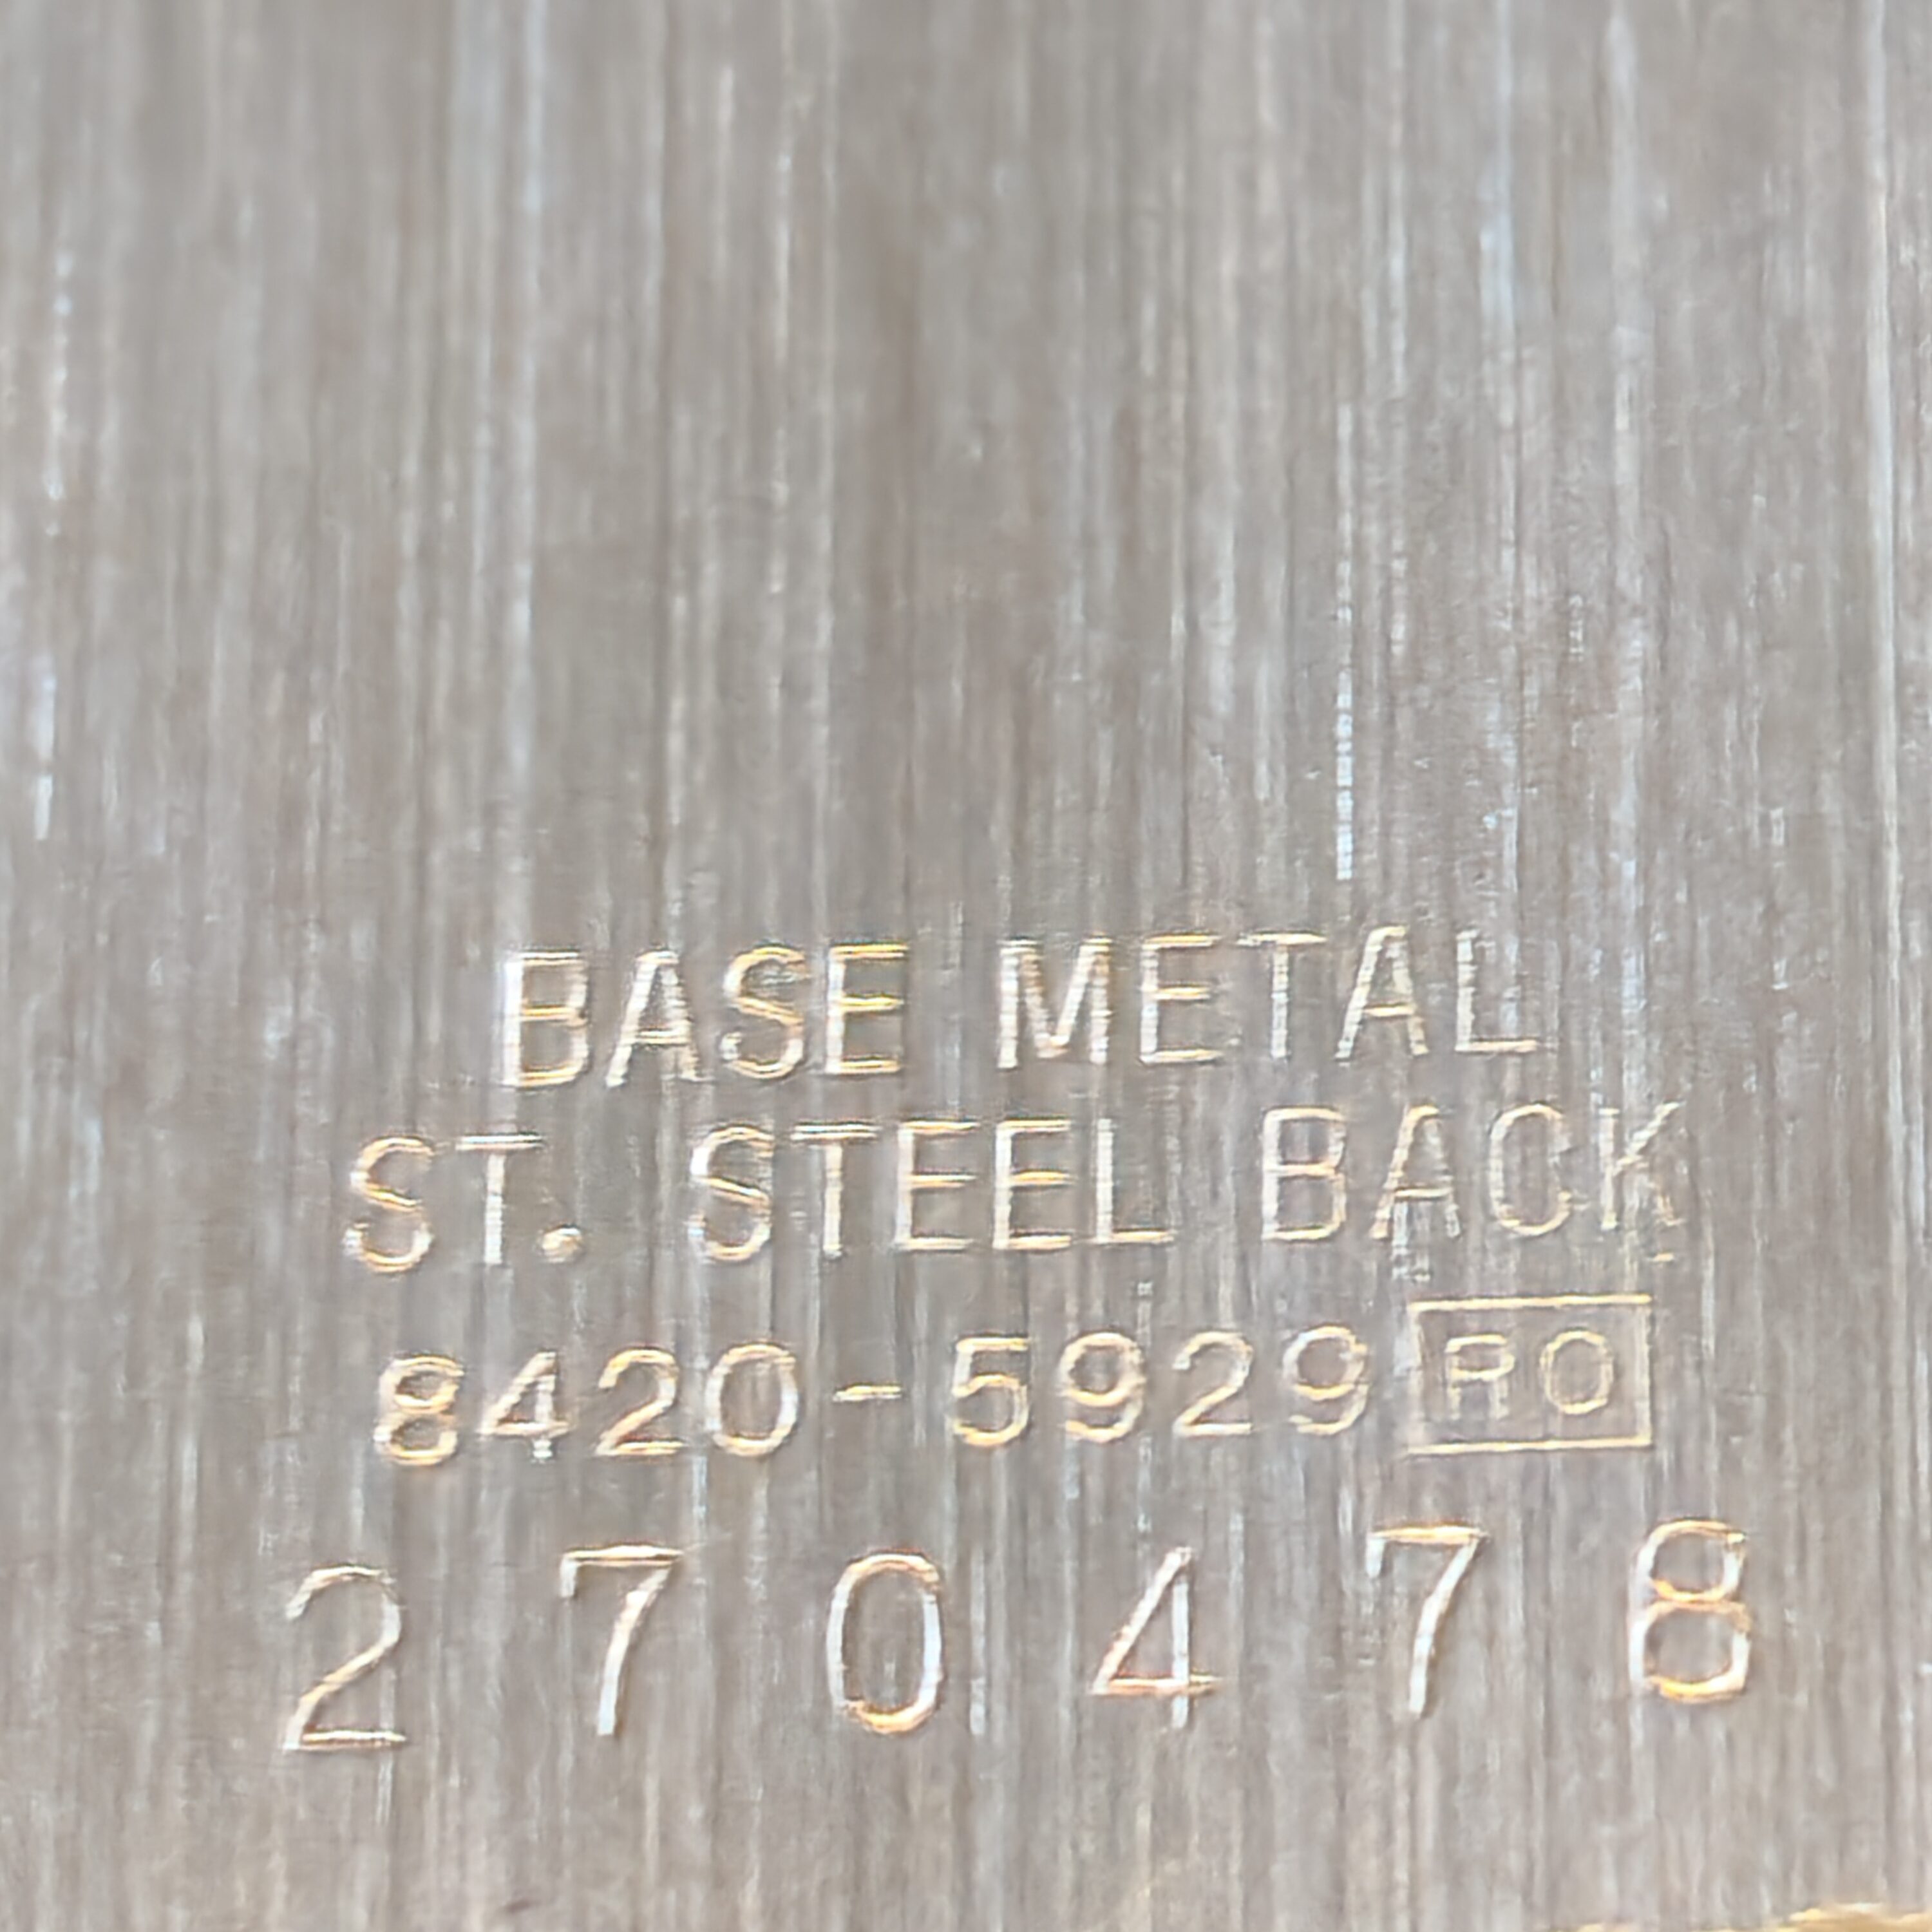 BASE METAL
ST. STEEL BACK
8420-5929 RO
270478